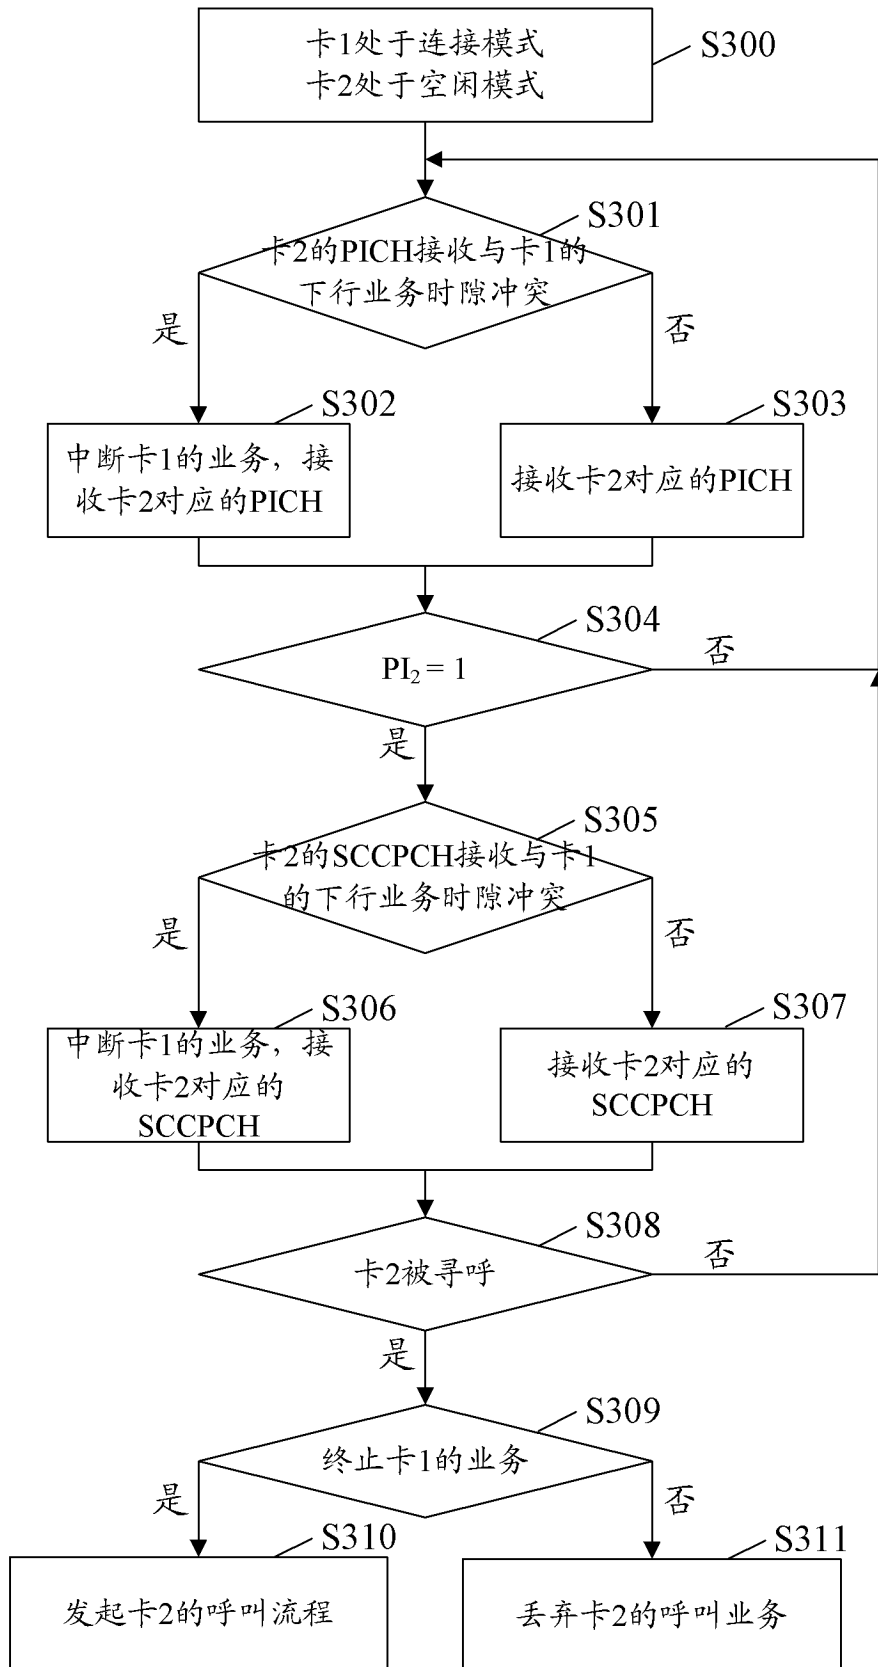 卡1处于连接模式
卡2处于空闲模式
S300
S301
卡2的PICH接收与卡1的
下行业务时隙冲突
是
否
S302
S303
中断卡1的业务，接
收卡2对应的PICH
接收卡2对应的PICH
S304
PI₂ = 1
否
是
S305
卡2的SCCPCH接收与卡1
的下行业务时隙冲突
是
否
S306
S307
中断卡1的业务，接
收卡2对应的
SCCPCH
接收卡2对应的
SCCPCH
S308
卡2被寻呼
否
是
S309
终止卡1的业务
是
否
S310
S311
发起卡2的呼叫流程
丢弃卡2的呼叫业务